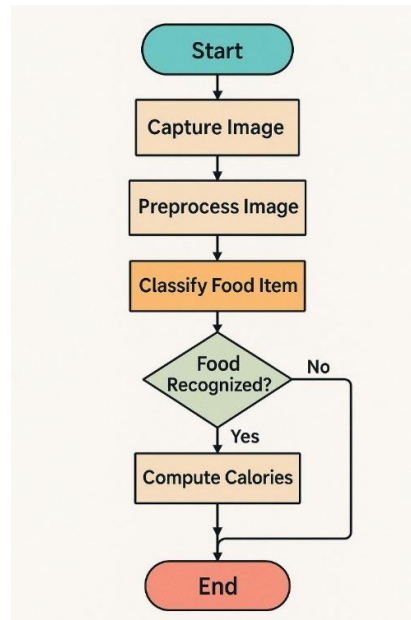 Start
Capture Image
Preprocess Image
Classify Food Item
Food
Recognized?
No
Yes
Compute Calories
End